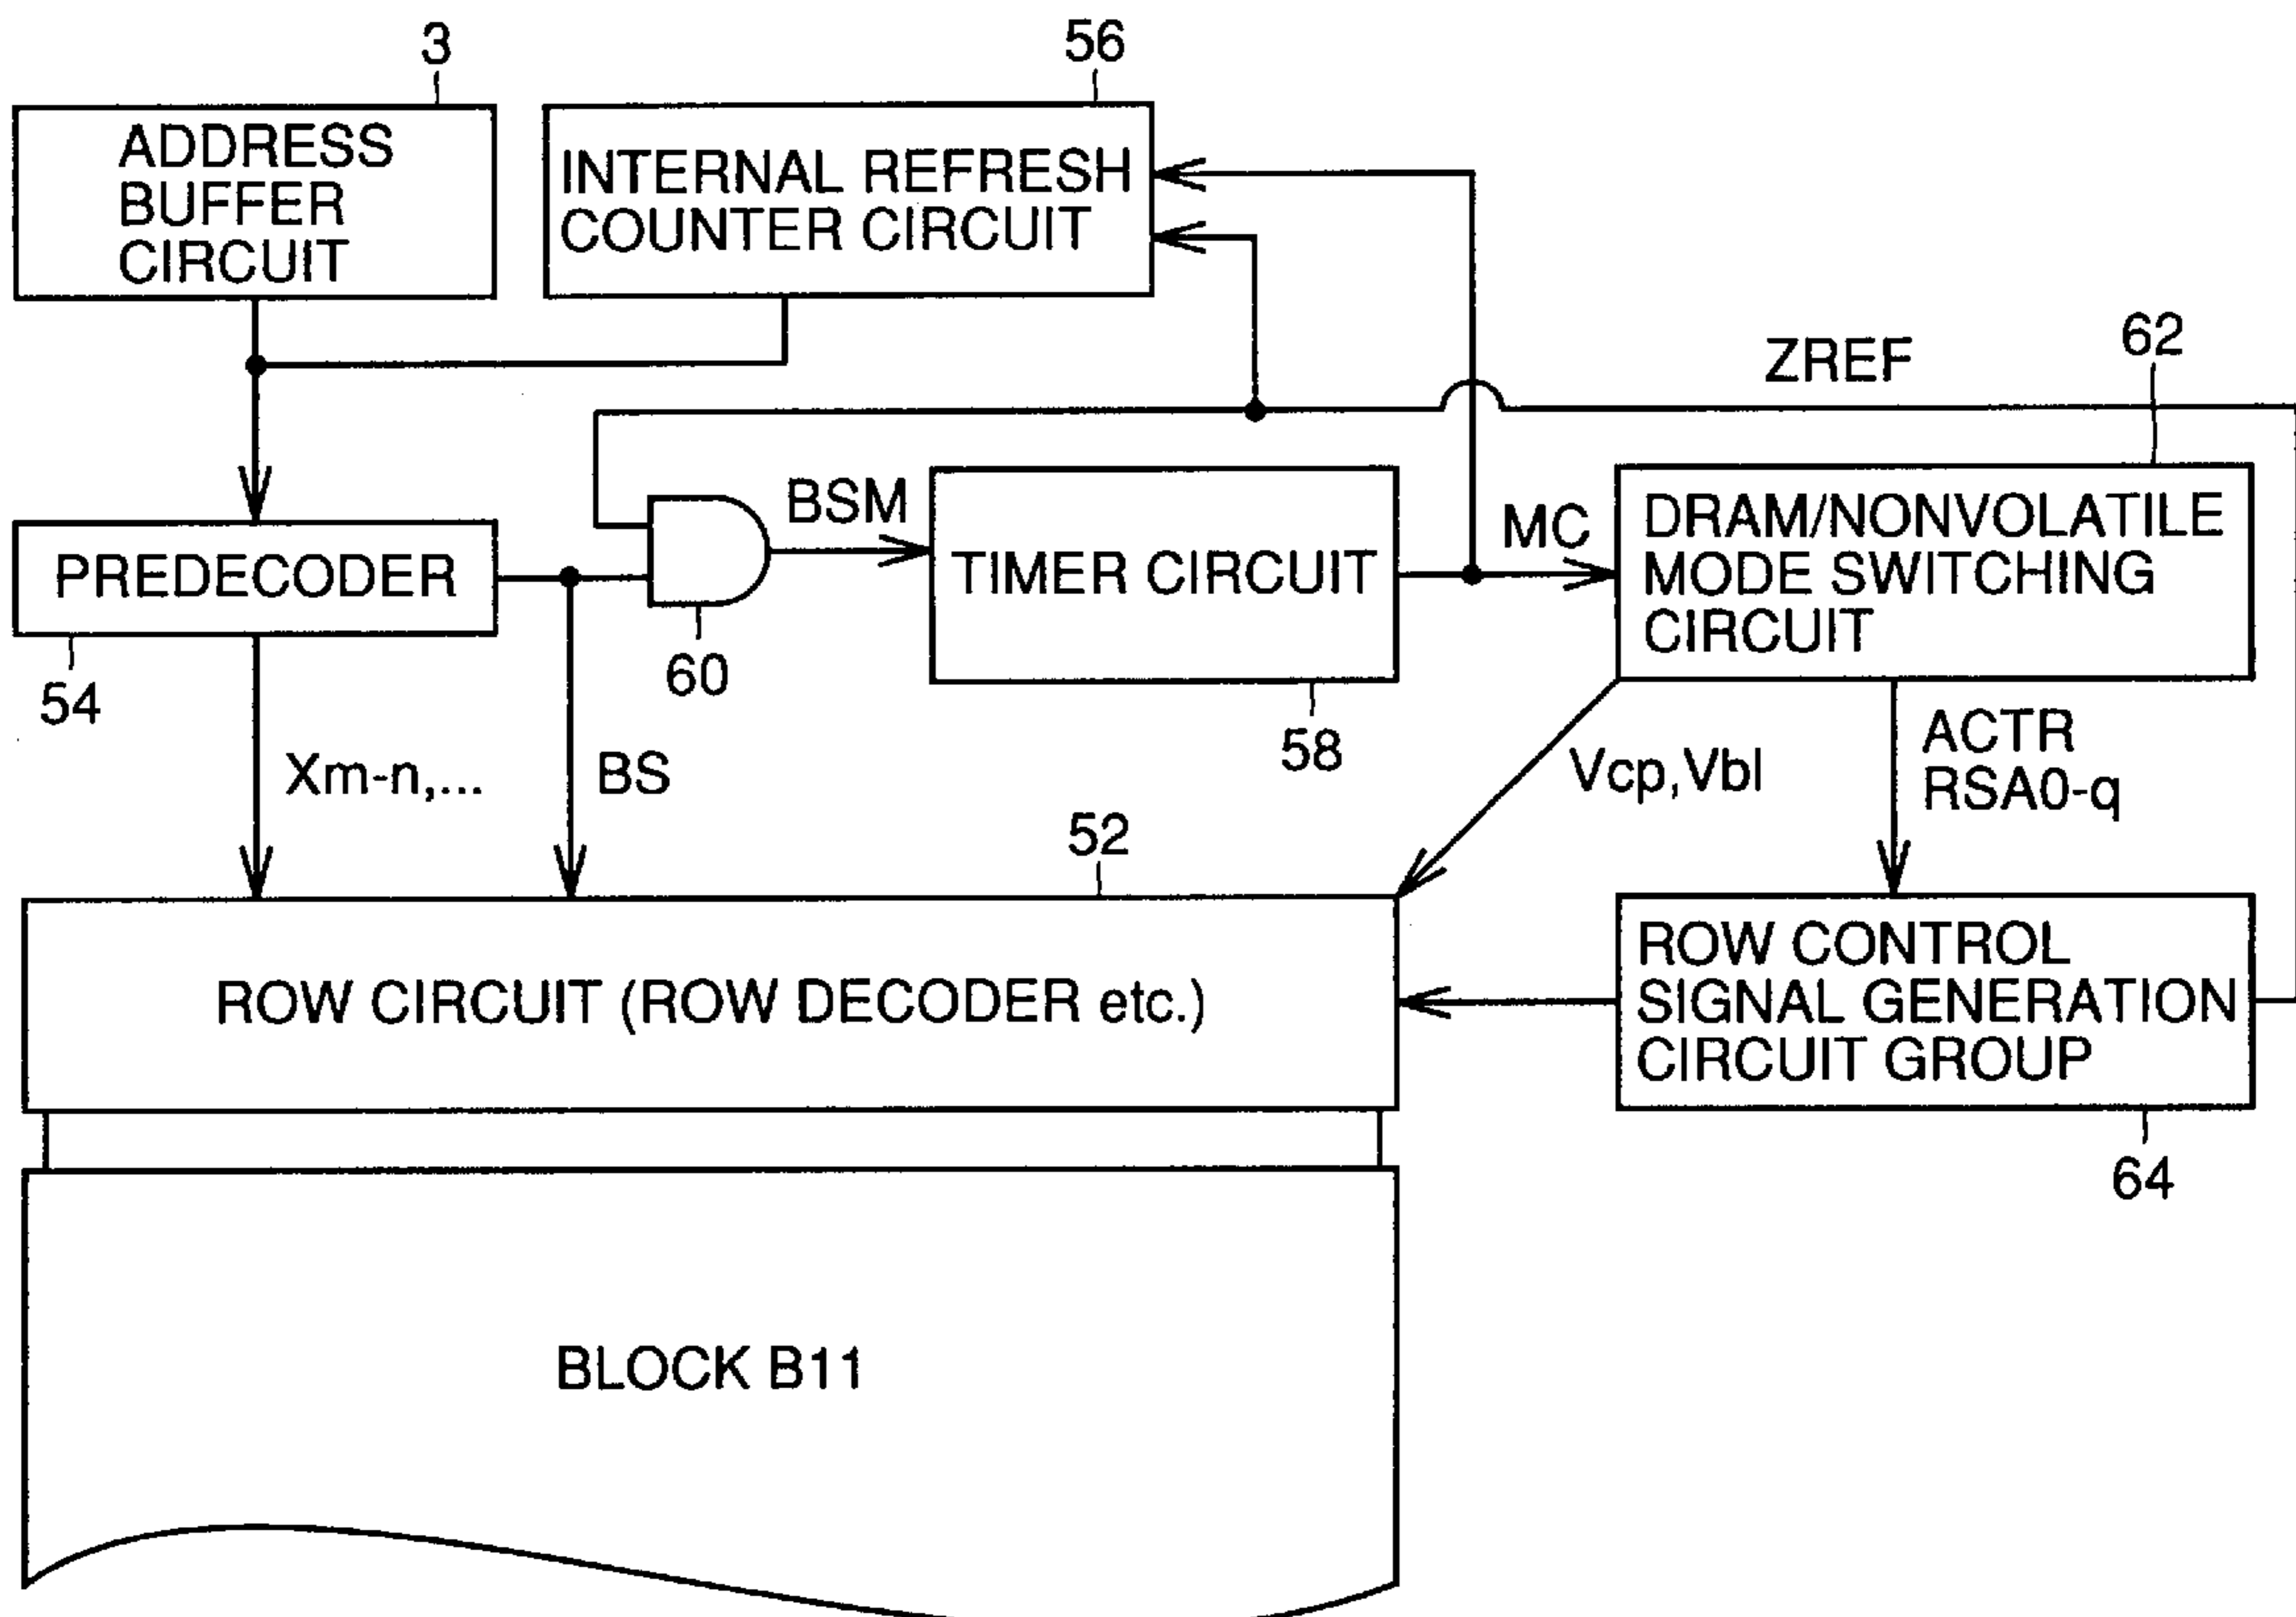 3
ADDRESS
BUFFER
CIRCUIT
56
INTERNAL REFRESH
COUNTER CIRCUIT
ZREF
62
PREDECODER
54
BSM
60
TIMER CIRCUIT
58
MC
DRAM/NONVOLATILE
MODE SWITCHING
CIRCUIT
Xm-n,...
BS
Vcp,Vbl
ACTR
RSA0-q
52
ROW CIRCUIT (ROW DECODER etc.)
ROW CONTROL
SIGNAL GENERATION
CIRCUIT GROUP
64
BLOCK B11